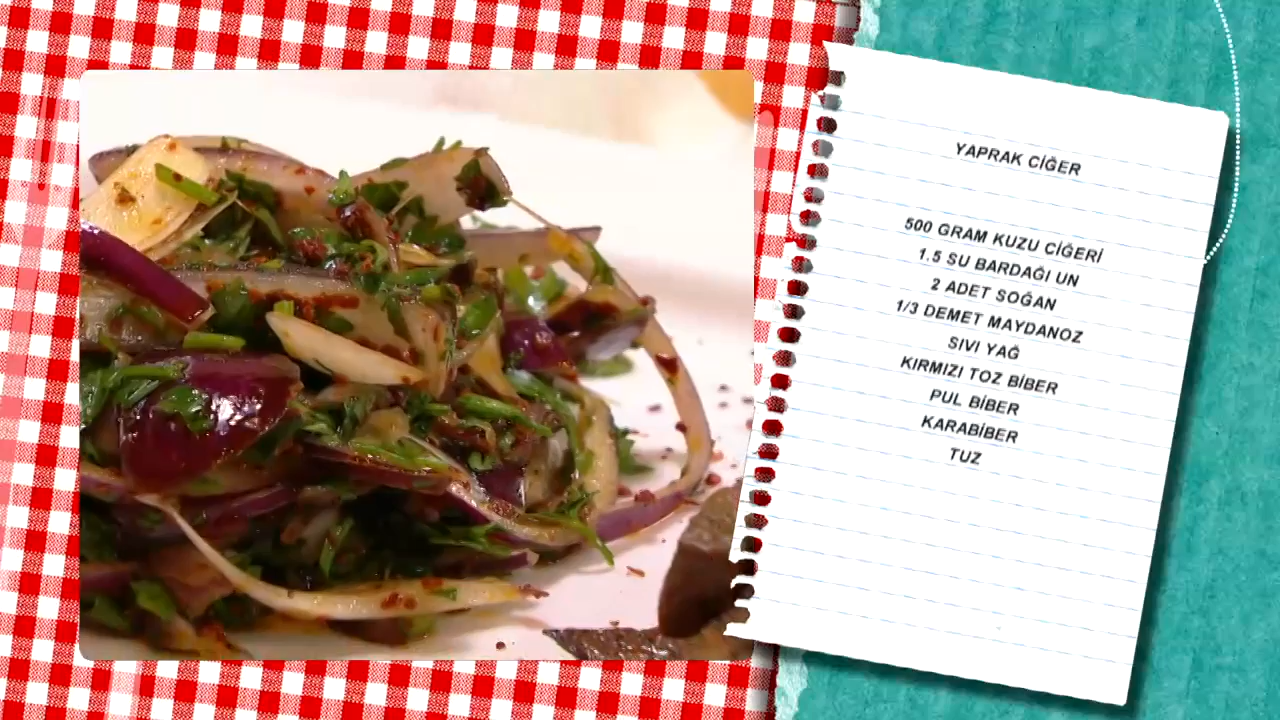 YAPRAK CİĞER
500 GRAM KUZU CİĞERİ
1.5 SU BARDAĞI UN
2 ADET SOĞAN
1/3 DEMET MAYDANOZ
SIVI YAĞ
KIRMIZI TOZ BİBER
PUL BİBER
KARABİBER
TUZ